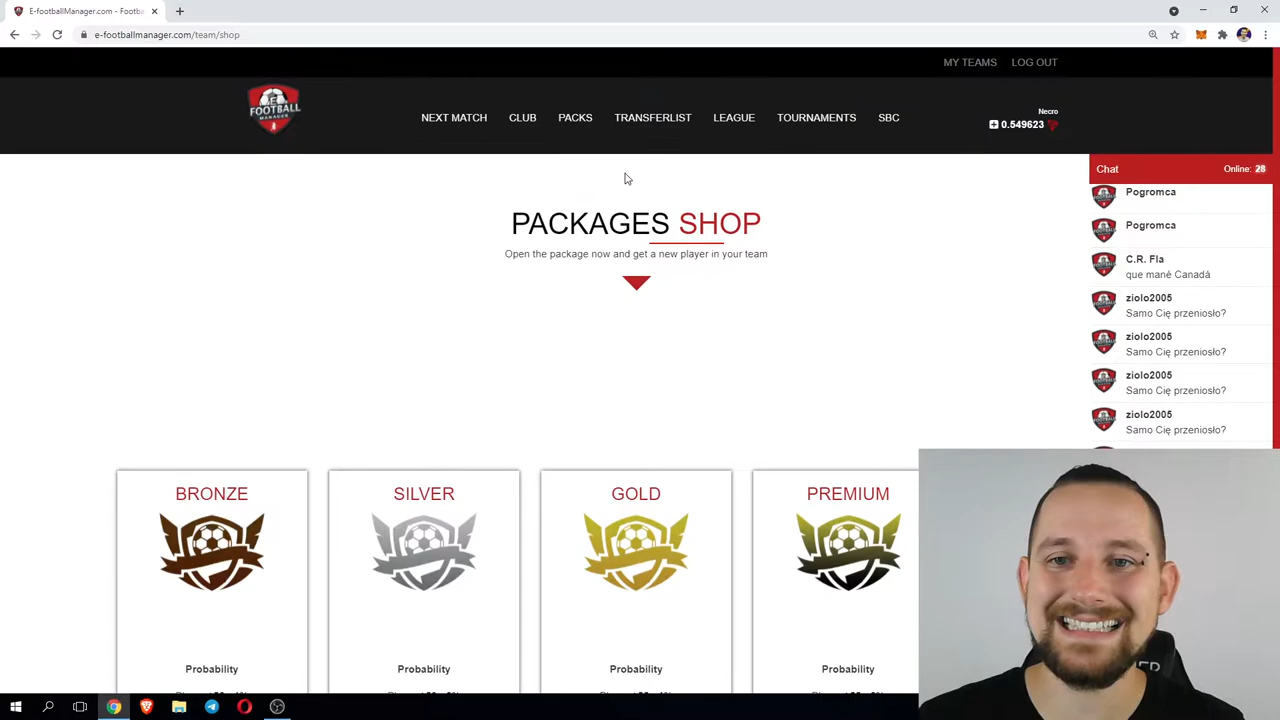 E-footballManager.com - Footba
e-footballmanager.com/team/shop
MY TEAMS LOG OUT
FOOTBALL
MANAGER
NEXT MATCH CLUB PACKS TRANSFERLIST LEAGUE TOURNAMENTS SBC
Necro
0.549623
Chat Online: 28
Pogromca
Pogromca
C.R. Fla
que mané Canadá
ziolo2005
Samo Cię przeniosło?
ziolo2005
Samo Cię przeniosło?
ziolo2005
Samo Cię przeniosło?
ziolo2005
Samo Cię przeniosło?
PACKAGES SHOP
Open the package now and get a new player in your team
BRONZE SILVER GOLD PREMIUM
Probability Probability Probability Probability